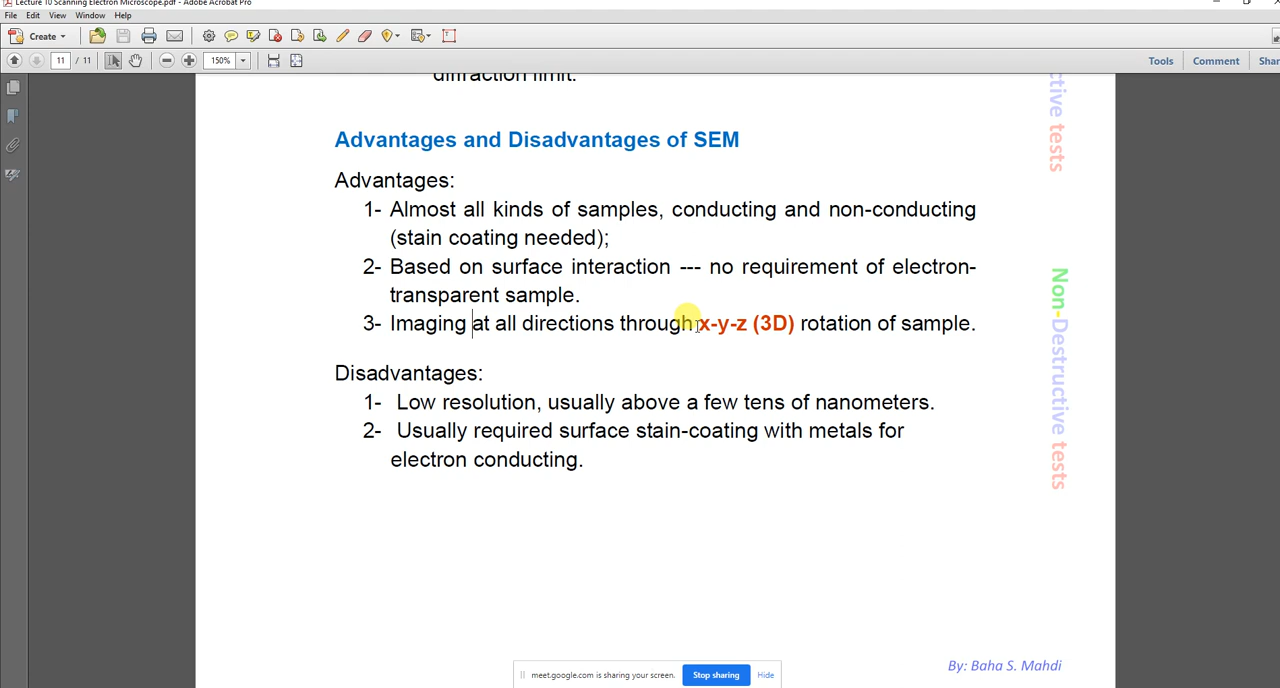 Lecture 10 Scanning Electron Microscope.pdf - Adobe Acrobat Pro
File Edit View Window Help
Create
11 / 11 150% Tools Comment
diffraction limit.
Advantages and Disadvantages of SEM
Advantages:
1- Almost all kinds of samples, conducting and non-conducting
(stain coating needed);
2- Based on surface interaction --- no requirement of electron-
transparent sample.
3- Imaging at all directions through x-y-z (3D) rotation of sample.
Disadvantages:
1- Low resolution, usually above a few tens of nanometers.
2- Usually required surface stain-coating with metals for
electron conducting.
ctive tests
Non-Destructive tests
By: Baha S. Mahdi
meet.google.com is sharing your screen. Stop sharing Hide